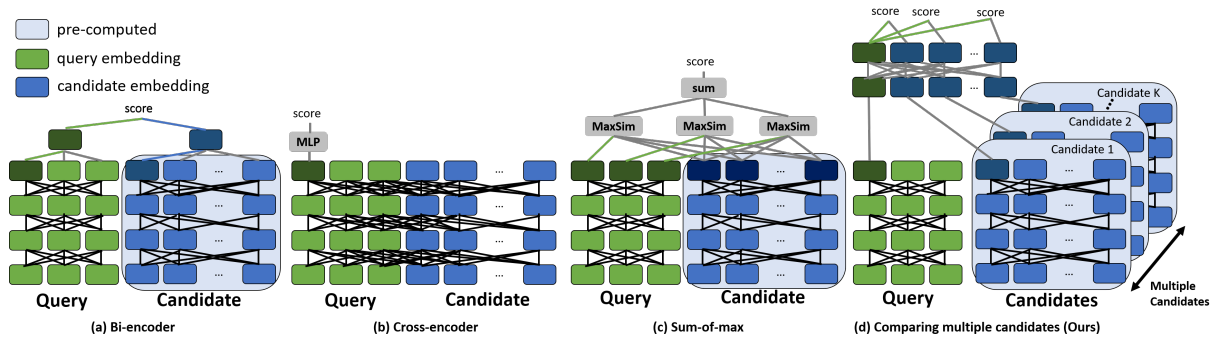 pre-computed
query embedding
candidate embedding
score
Query
Candidate
(a) Bi-encoder
score
MLP
...
Query
Candidate
(b) Cross-encoder
score
sum
MaxSim
MaxSim
MaxSim
...
Query
Candidate
(c) Sum-of-max
score
score
score
...
...
Candidate K
Candidate 2
Candidate 1
...
Query
Candidates
Multiple
Candidates
(d) Comparing multiple candidates (Ours)